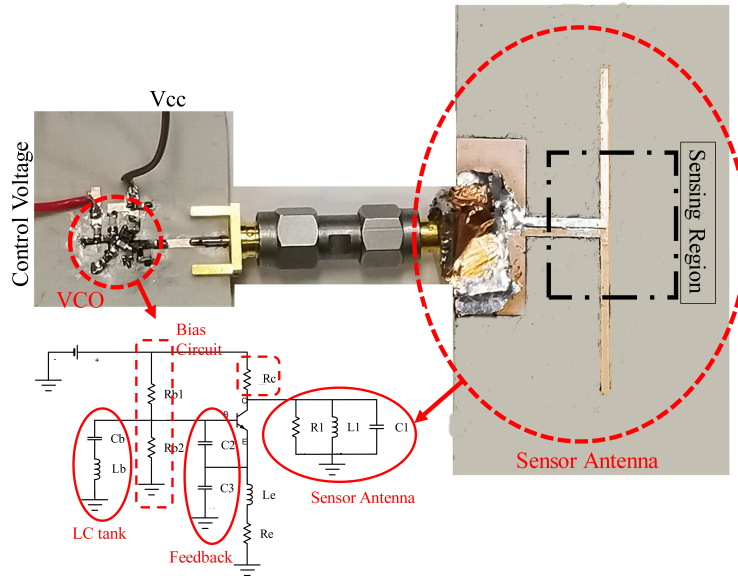 Vcc
Control Voltage
VCO
Sensing Region
Sensor Antenna
Bias
Circuit
- +
Rb1
Rc
C
B
E
Cb
Lb
Rb2
C2
C3
R1
L1
C1
Le
Re
Sensor Antenna
LC tank
Feedback